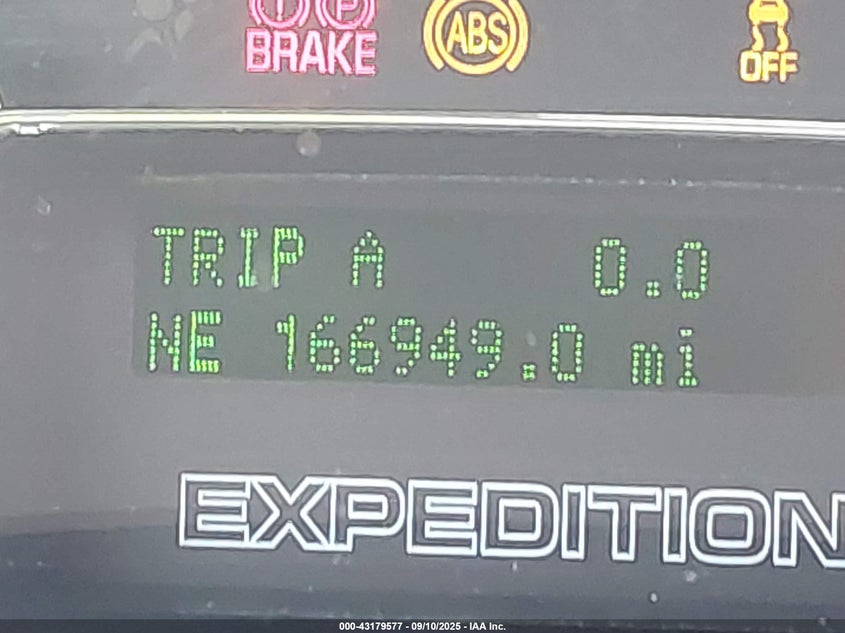 BRAKE ABS OFF
TRIP A 0.0
NE 166949.0 mi
EXPEDITION
000-43179577 - 09/10/2025 - IAA Inc.